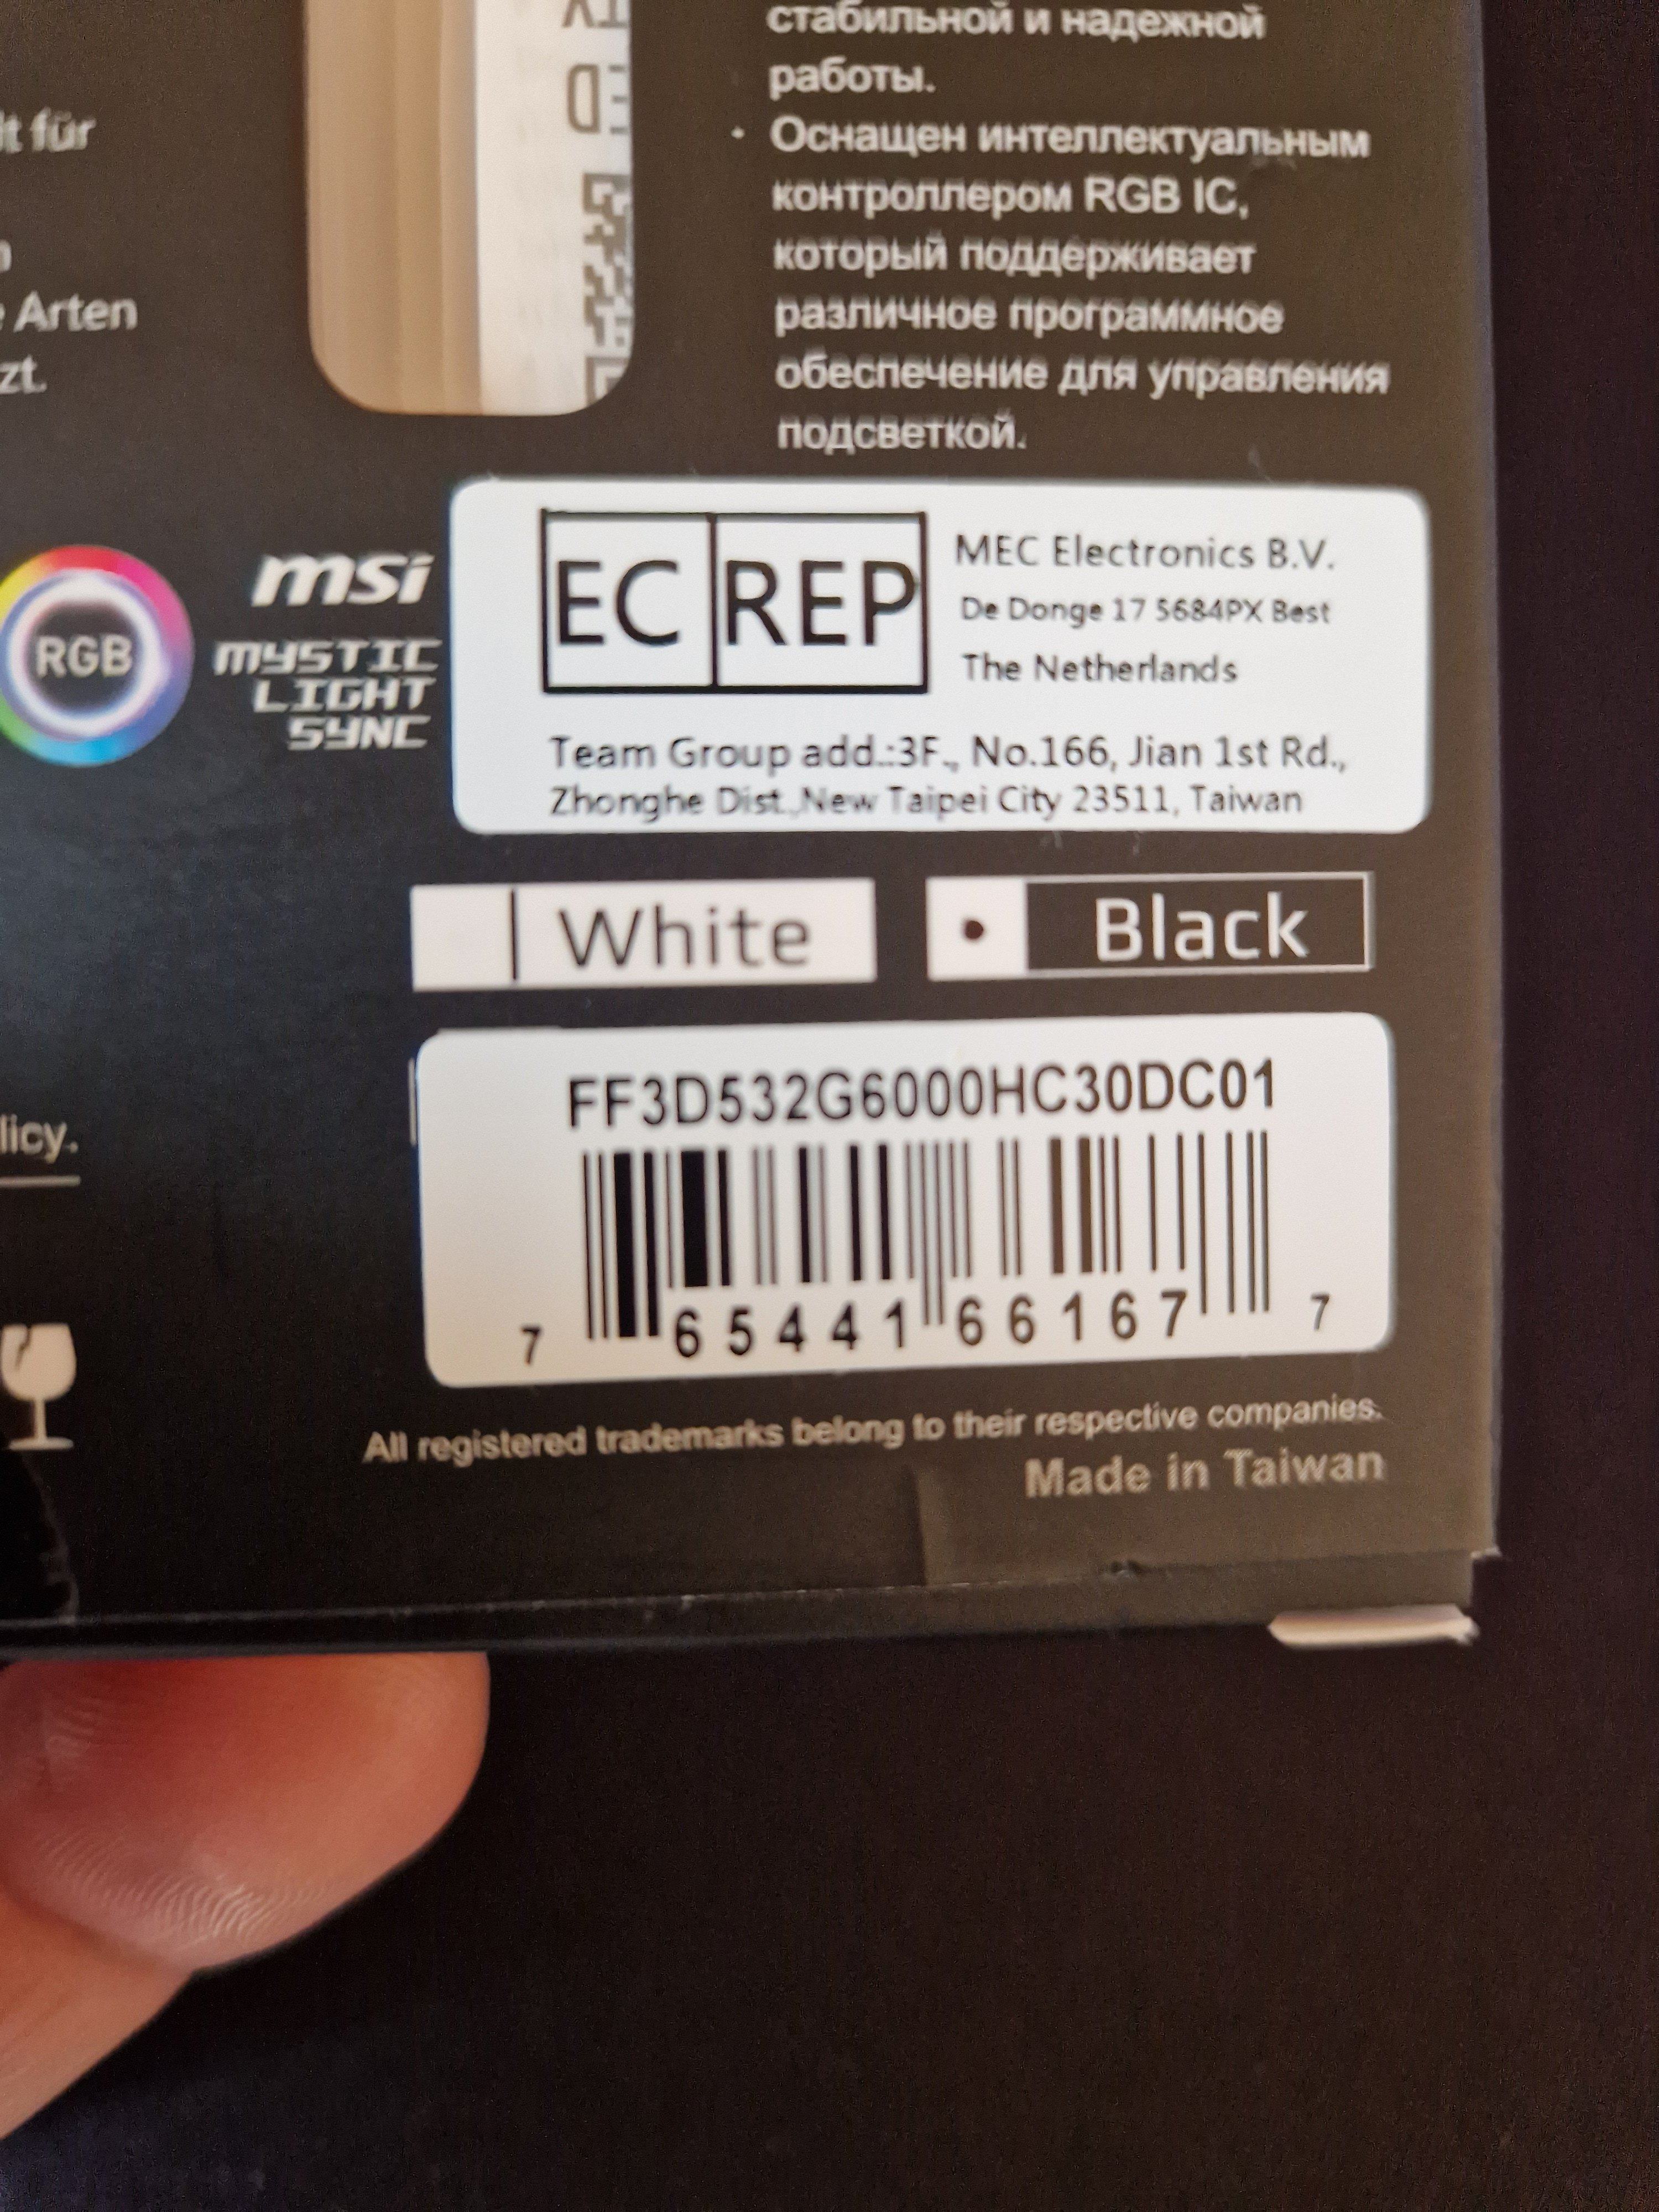 стабильной и надежной
работы.
· Оснащен интеллектуальным
контроллером RGB IC,
который поддерживает
различное программное
обеспечение для управления
подсветкой.
für
Arten
zt.
RGB
msi
MYSTIC
LIGHT
SYNC
EC REP
MEC Electronics B.V.
De Donge 17 5684PX Best
The Netherlands
Team Group add.:3F., No.166, Jian 1st Rd.,
Zhonghe Dist.,New Taipei City 23511, Taiwan
White
Black
FF3D532G6000HC30DC01
7 65441 66167 7
licy.
All registered trademarks belong to their respective companies.
Made in Taiwan